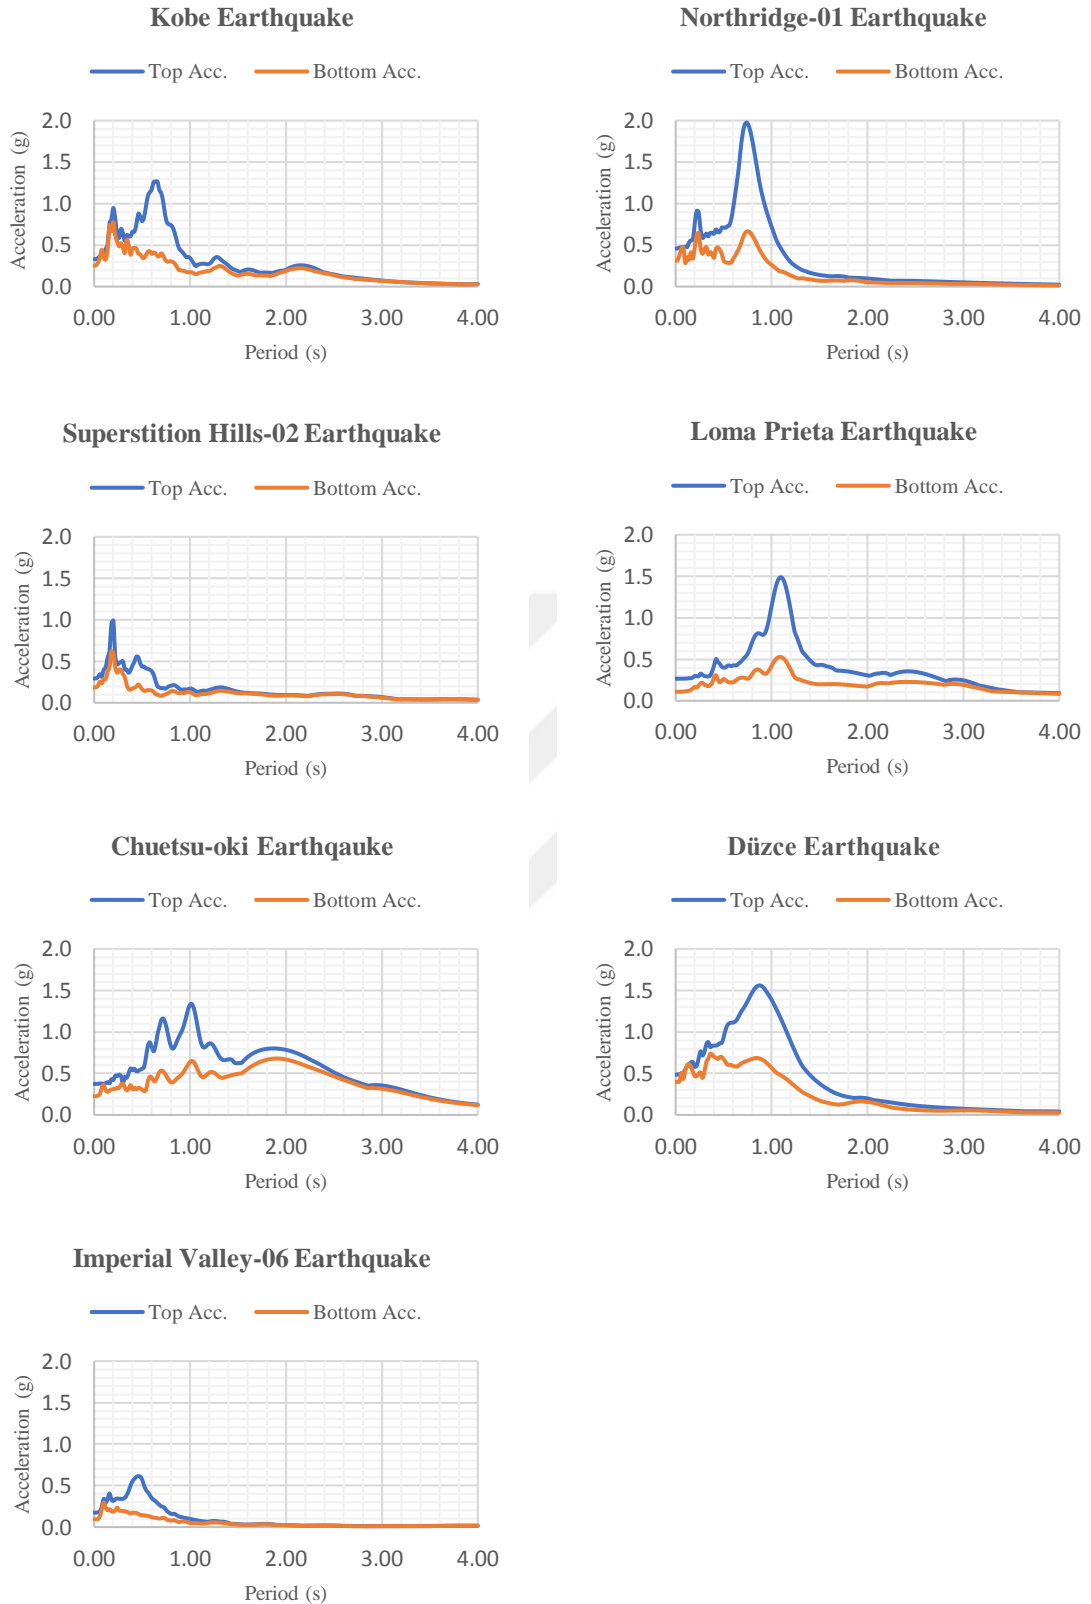 Kobe Earthquake
Top Acc. Bottom Acc.
Acceleration (g)
2.0
1.5
1.0
0.5
0.0
0.00 1.00 2.00 3.00 4.00
Period (s)
Northridge-01 Earthquake
Top Acc. Bottom Acc.
Acceleration (g)
2.0
1.5
1.0
0.5
0.0
0.00 1.00 2.00 3.00 4.00
Period (s)
Superstition Hills-02 Earthquake
Top Acc. Bottom Acc.
Acceleration (g)
2.0
1.5
1.0
0.5
0.0
0.00 1.00 2.00 3.00 4.00
Period (s)
Loma Prieta Earthquake
Top Acc. Bottom Acc.
Acceleration (g)
2.0
1.5
1.0
0.5
0.0
0.00 1.00 2.00 3.00 4.00
Period (s)
Chuetsu-oki Earthqauke
Top Acc. Bottom Acc.
Acceleration (g)
2.0
1.5
1.0
0.5
0.0
0.00 1.00 2.00 3.00 4.00
Period (s)
Düzce Earthquake
Top Acc. Bottom Acc.
Acceleration (g)
2.0
1.5
1.0
0.5
0.0
0.00 1.00 2.00 3.00 4.00
Period (s)
Imperial Valley-06 Earthquake
Top Acc. Bottom Acc.
Acceleration (g)
2.0
1.5
1.0
0.5
0.0
0.00 1.00 2.00 3.00 4.00
Period (s)